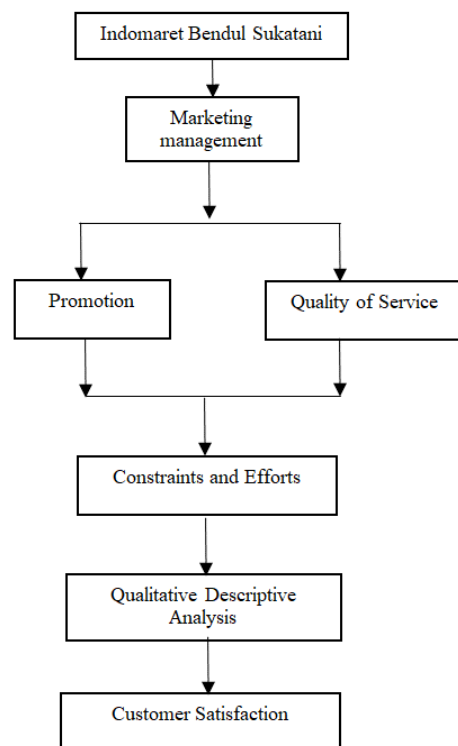 Indomaret Bendul Sukatani
Marketing
management
Promotion
Quality of Service
Constraints and Efforts
Qualitative Descriptive
Analysis
Customer Satisfaction